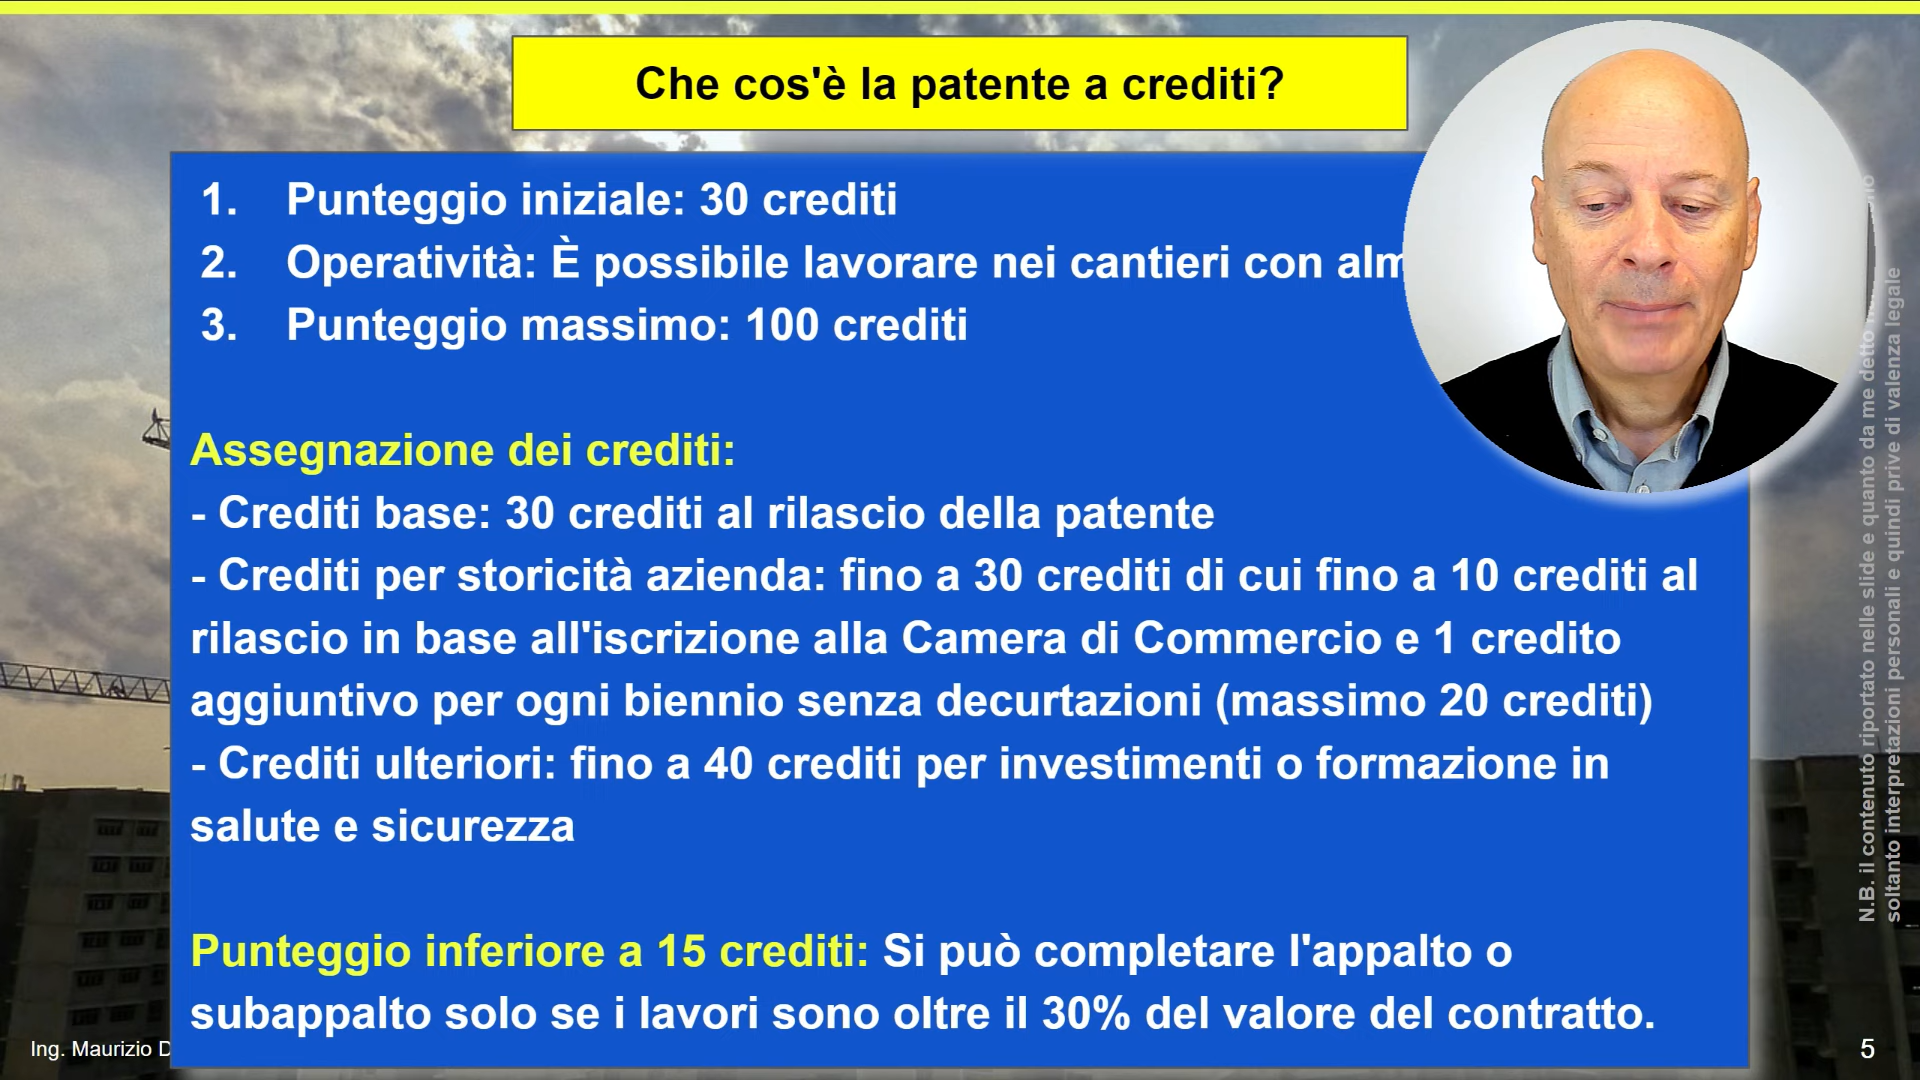 Che cos'è la patente a crediti?
1. Punteggio iniziale: 30 crediti
2. Operatività: È possibile lavorare nei cantieri con
3. Punteggio massimo: 100 crediti
Assegnazione dei crediti:
- Crediti base: 30 crediti al rilascio della patente
- Crediti per storicità azienda: fino a 30 crediti di cui fino a 10 crediti al
rilascio in base all'iscrizione alla Camera di Commercio e 1 credito
aggiuntivo per ogni biennio senza decurtazioni (massimo 20 crediti)
- Crediti ulteriori: fino a 40 crediti per investimenti o formazione in
salute e sicurezza
Punteggio inferiore a 15 crediti: Si può completare l'appalto o
subappalto solo se i lavori sono oltre il 30% del valore del contratto.
N.B. il contenuto riportato nelle slide e quanto da me detto
soltanto interpretazioni personali e quindi prive di valenza legale
Ing. Maurizio
5